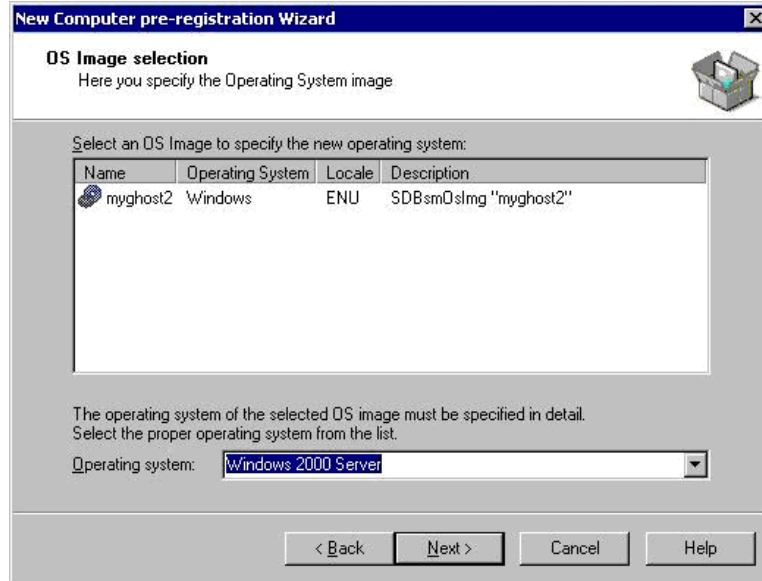 New Computer pre-registration Wizard
OS Image selection
Here you specify the Operating System image
Select an OS Image to specify the new operating system:
Name Operating System Locale Description
myghost2 Windows ENU SDBsmOsImg "myghost2"
The operating system of the selected OS image must be specified in detail.
Select the proper operating system from the list.
Operating system: Windows 2000 Server
< Back Next > Cancel Help